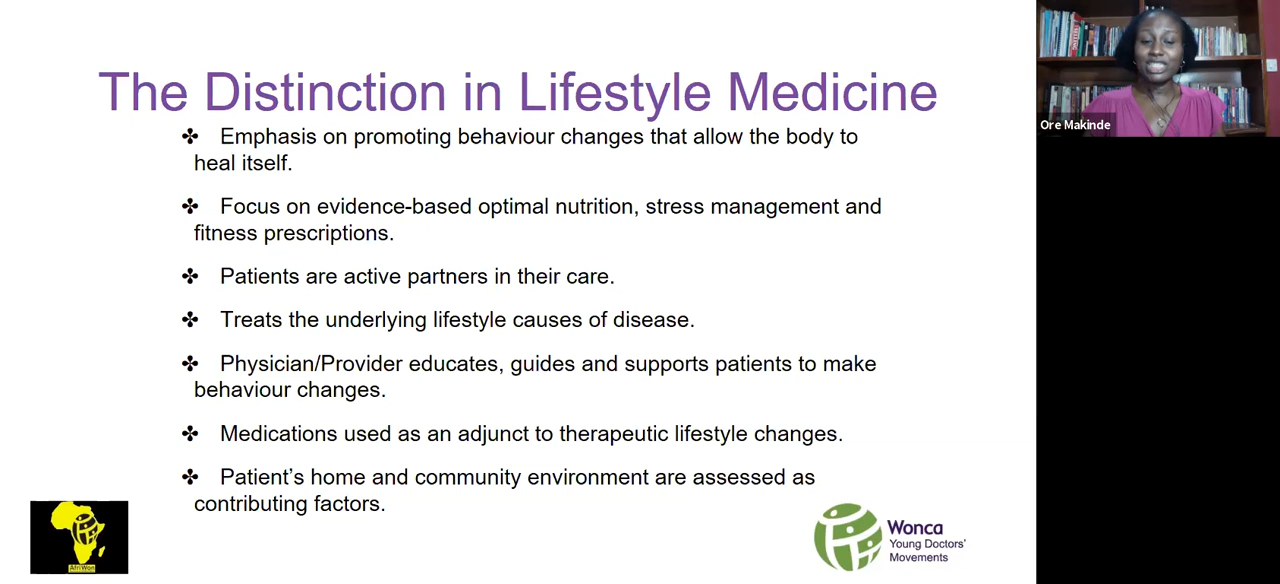 The Distinction in Lifestyle Medicine
✤ Emphasis on promoting behaviour changes that allow the body to
heal itself.
✤ Focus on evidence-based optimal nutrition, stress management and
fitness prescriptions.
✤ Patients are active partners in their care.
✤ Treats the underlying lifestyle causes of disease.
✤ Physician/Provider educates, guides and supports patients to make
behaviour changes.
✤ Medications used as an adjunct to therapeutic lifestyle changes.
✤ Patient’s home and community environment are assessed as
contributing factors.
AfriWon
Wonca
Young Doctors’
Movements
Ore Makinde